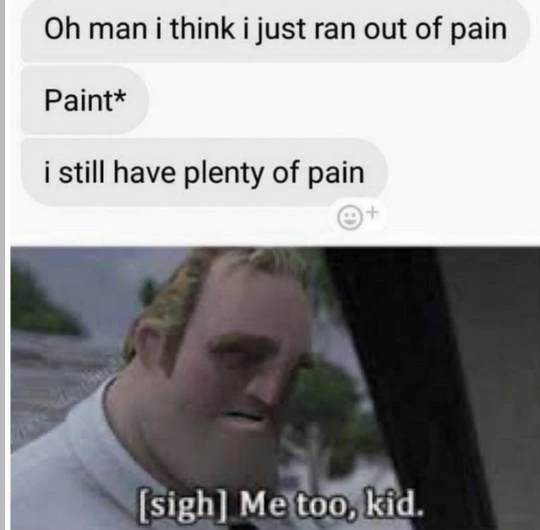 Oh man i think i just ran out of pain
Paint*
i still have plenty of pain
[sigh] Me too, kid.